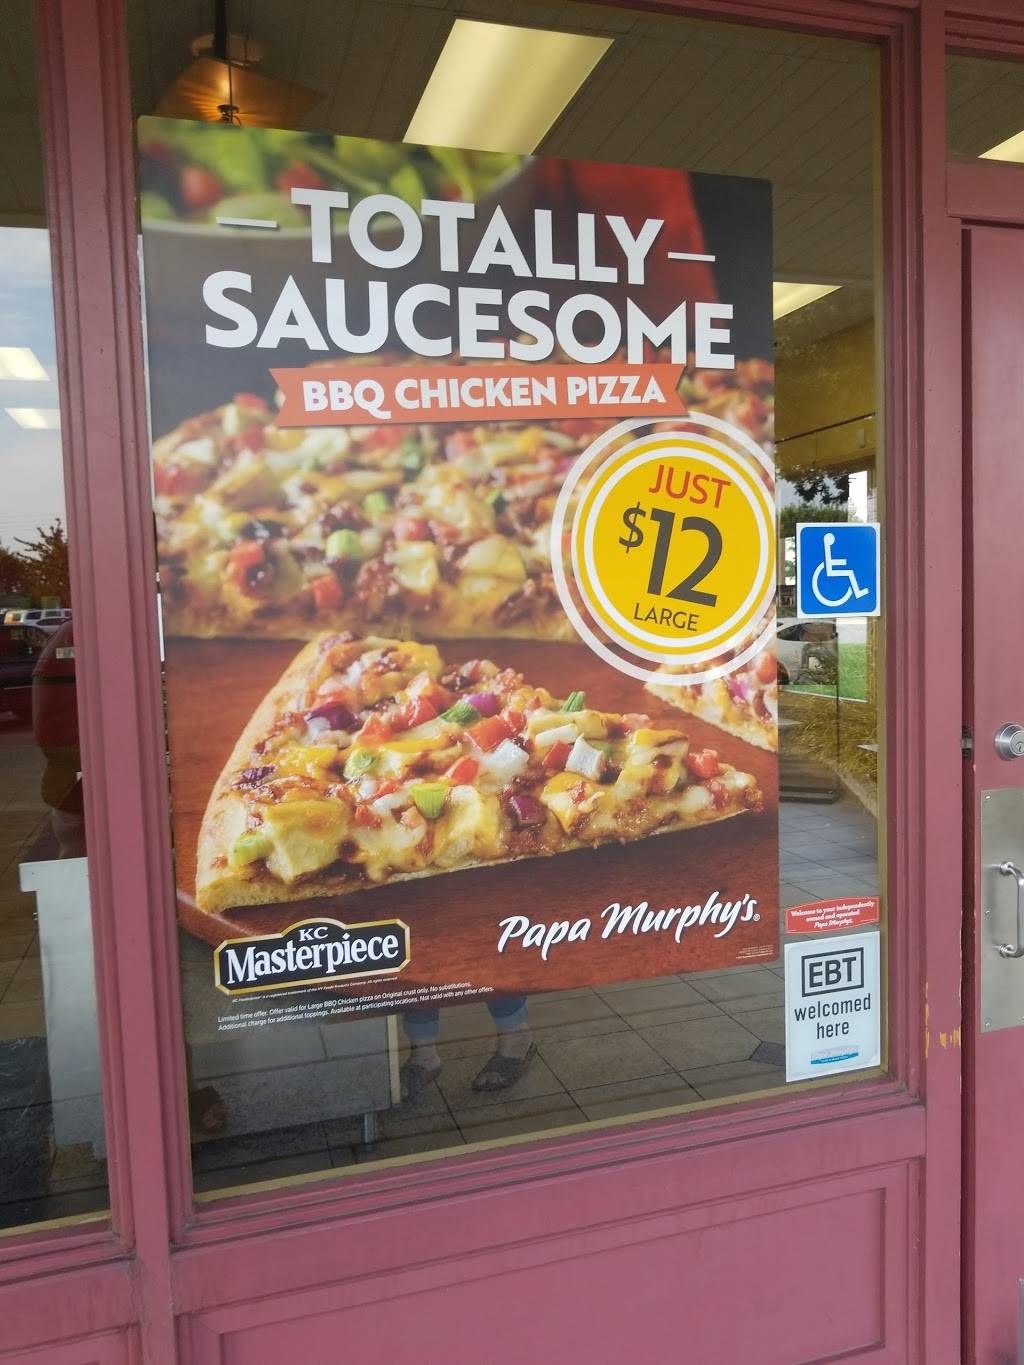 TOTALLY
SAUCESOME
BBQ CHICKEN PIZZA
JUST
$12
LARGE
KC
Masterpiece
Papa Murphy's®
Limited time offer. Offer valid for Large BBQ Chicken pizza on Original crust only. No substitutions.
Additional charge for additional toppings. Available at participating locations. Not valid with any other offers.
Welcome to your independently
owned and operated
Papa Murphy's
EBT
welcomed
here